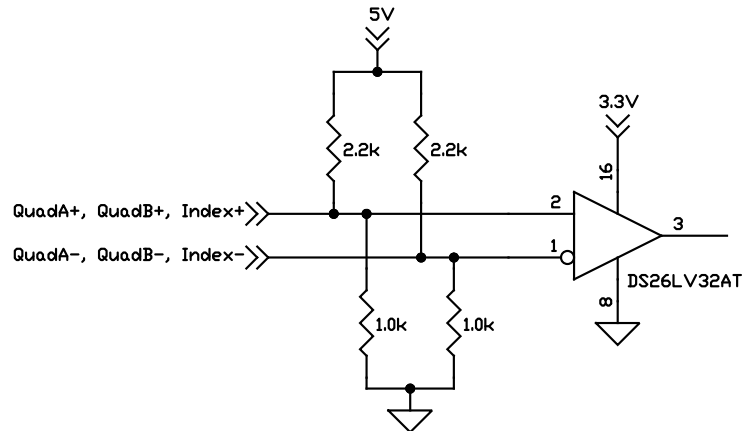 5V
3.3V
2.2k
2.2k
16
QuadA+, QuadB+, Index+
2
3
QuadA-, QuadB-, Index-
1
DS26LV32AT
8
1.0k
1.0k